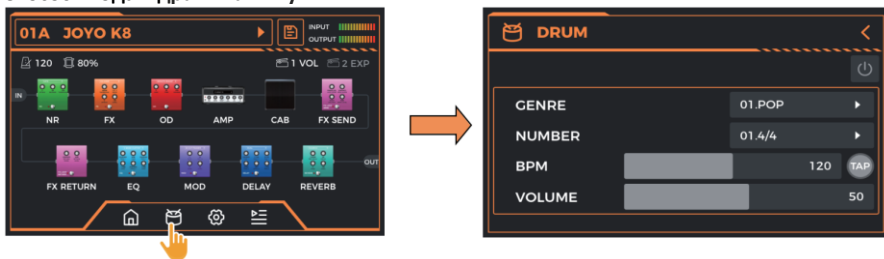 01A JOYO K8
INPUT
OUTPUT
120 80%
1 VOL 2 EXP
IN
NR FX OD AMP CAB FX SEND
FX RETURN EQ MOD DELAY REVERB
OUT
DRUM
GENRE 01.POP
NUMBER 01.4/4
BPM 120 TAP
VOLUME 50